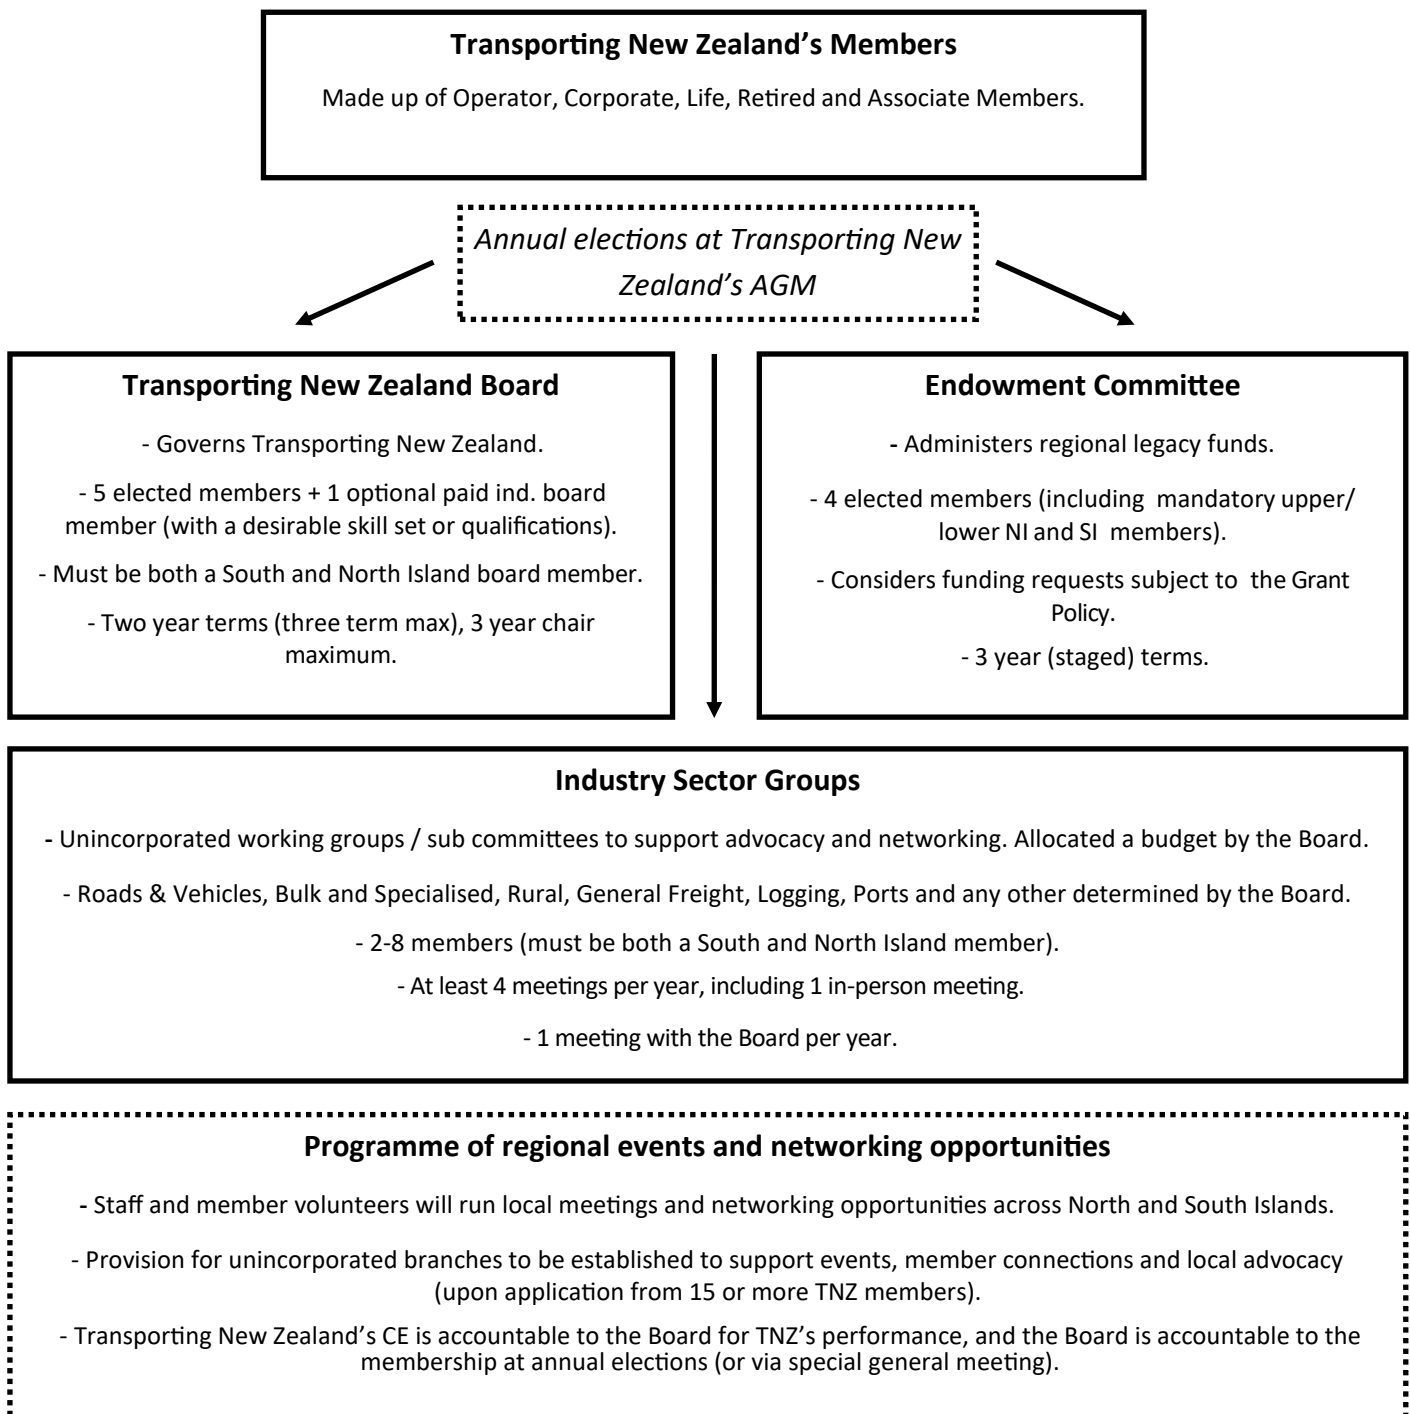 Transporting New Zealand's Members
Made up of Operator, Corporate, Life, Retired and Associate Members.
Annual elections at Transporting New
Zealand's AGM
Transporting New Zealand Board
- Governs Transporting New Zealand.
- 5 elected members + 1 optional paid ind. board
member (with a desirable skill set or qualifications).
- Must be both a South and North Island board member.
- Two year terms (three term max), 3 year chair
maximum.
Endowment Committee
- Administers regional legacy funds.
- 4 elected members (including mandatory upper/
lower NI and SI members).
- Considers funding requests subject to the Grant
Policy.
- 3 year (staged) terms.
Industry Sector Groups
- Unincorporated working groups / sub committees to support advocacy and networking. Allocated a budget by the Board.
- Roads & Vehicles, Bulk and Specialised, Rural, General Freight, Logging, Ports and any other determined by the Board.
- 2-8 members (must be both a South and North Island member).
- At least 4 meetings per year, including 1 in-person meeting.
- 1 meeting with the Board per year.
Programme of regional events and networking opportunities
- Staff and member volunteers will run local meetings and networking opportunities across North and South Islands.
- Provision for unincorporated branches to be established to support events, member connections and local advocacy
(upon application from 15 or more TNZ members).
- Transporting New Zealand's CE is accountable to the Board for TNZ's performance, and the Board is accountable to the
membership at annual elections (or via special general meeting).